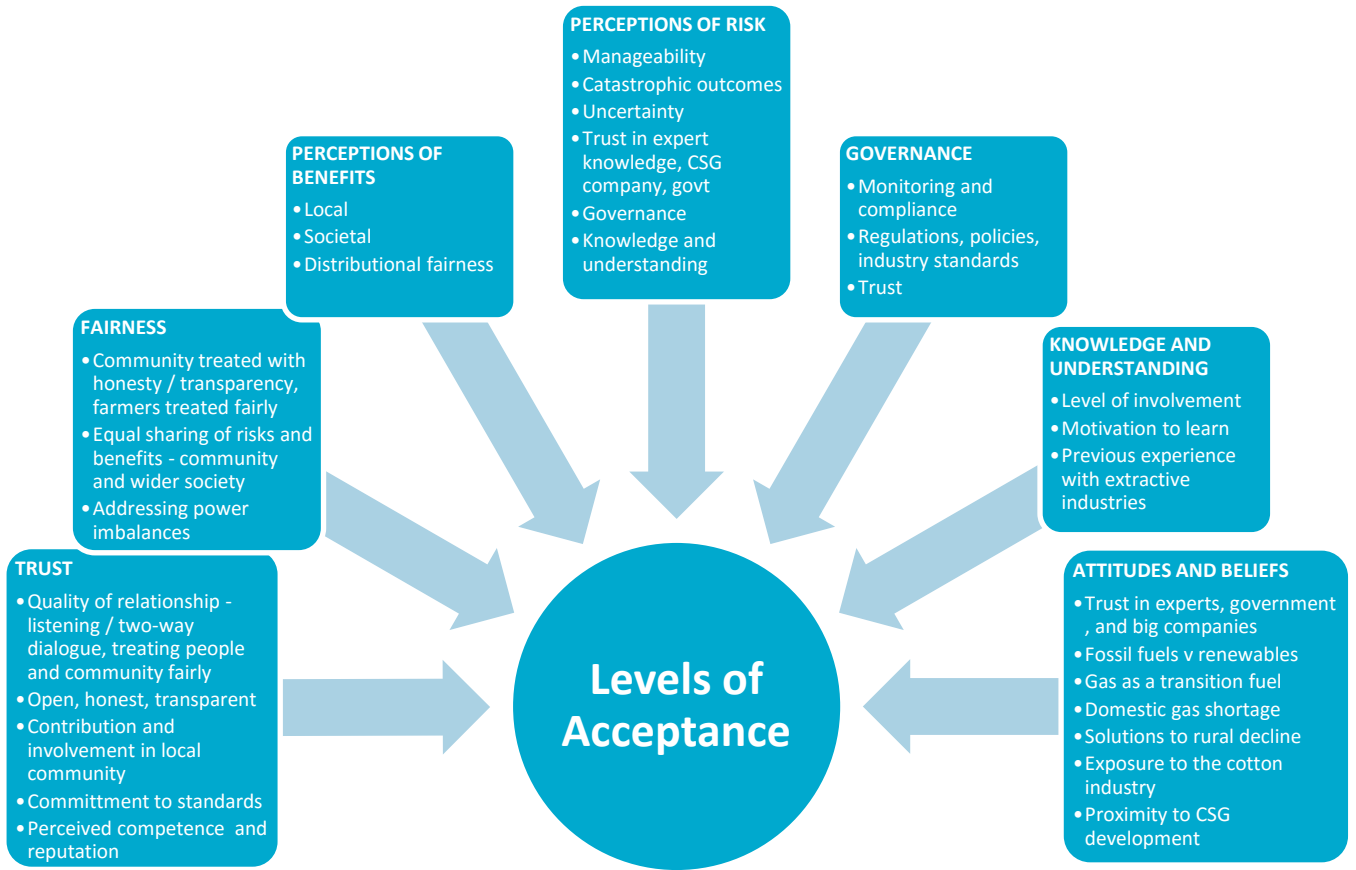 PERCEPTIONS OF RISK
•Manageability
•Catastrophic outcomes
•Uncertainty
•Trust in expert
knowledge, CSG
company, govt
•Governance
•Knowledge and
understanding
PERCEPTIONS OF
BENEFITS
•Local
•Societal
•Distributional fairness
GOVERNANCE
•Monitoring and
compliance
•Regulations, policies,
industry standards
•Trust
FAIRNESS
•Community treated with
honesty / transparency,
farmers treated fairly
•Equal sharing of risks and
benefits - community
and wider society
•Addressing power
imbalances
KNOWLEDGE AND
UNDERSTANDING
•Level of involvement
•Motivation to learn
•Previous experience
with extractive
industries
TRUST
•Quality of relationship -
listening / two-way
dialogue, treating people
and community fairly
•Open, honest, transparent
•Contribution and
involvement in local
community
•Committment to standards
•Perceived competence and
reputation
ATTITUDES AND BELIEFS
•Trust in experts, government
, and big companies
•Fossil fuels v renewables
•Gas as a transition fuel
•Domestic gas shortage
•Solutions to rural decline
•Exposure to the cotton
industry
•Proximity to CSG
development
Levels of
Acceptance